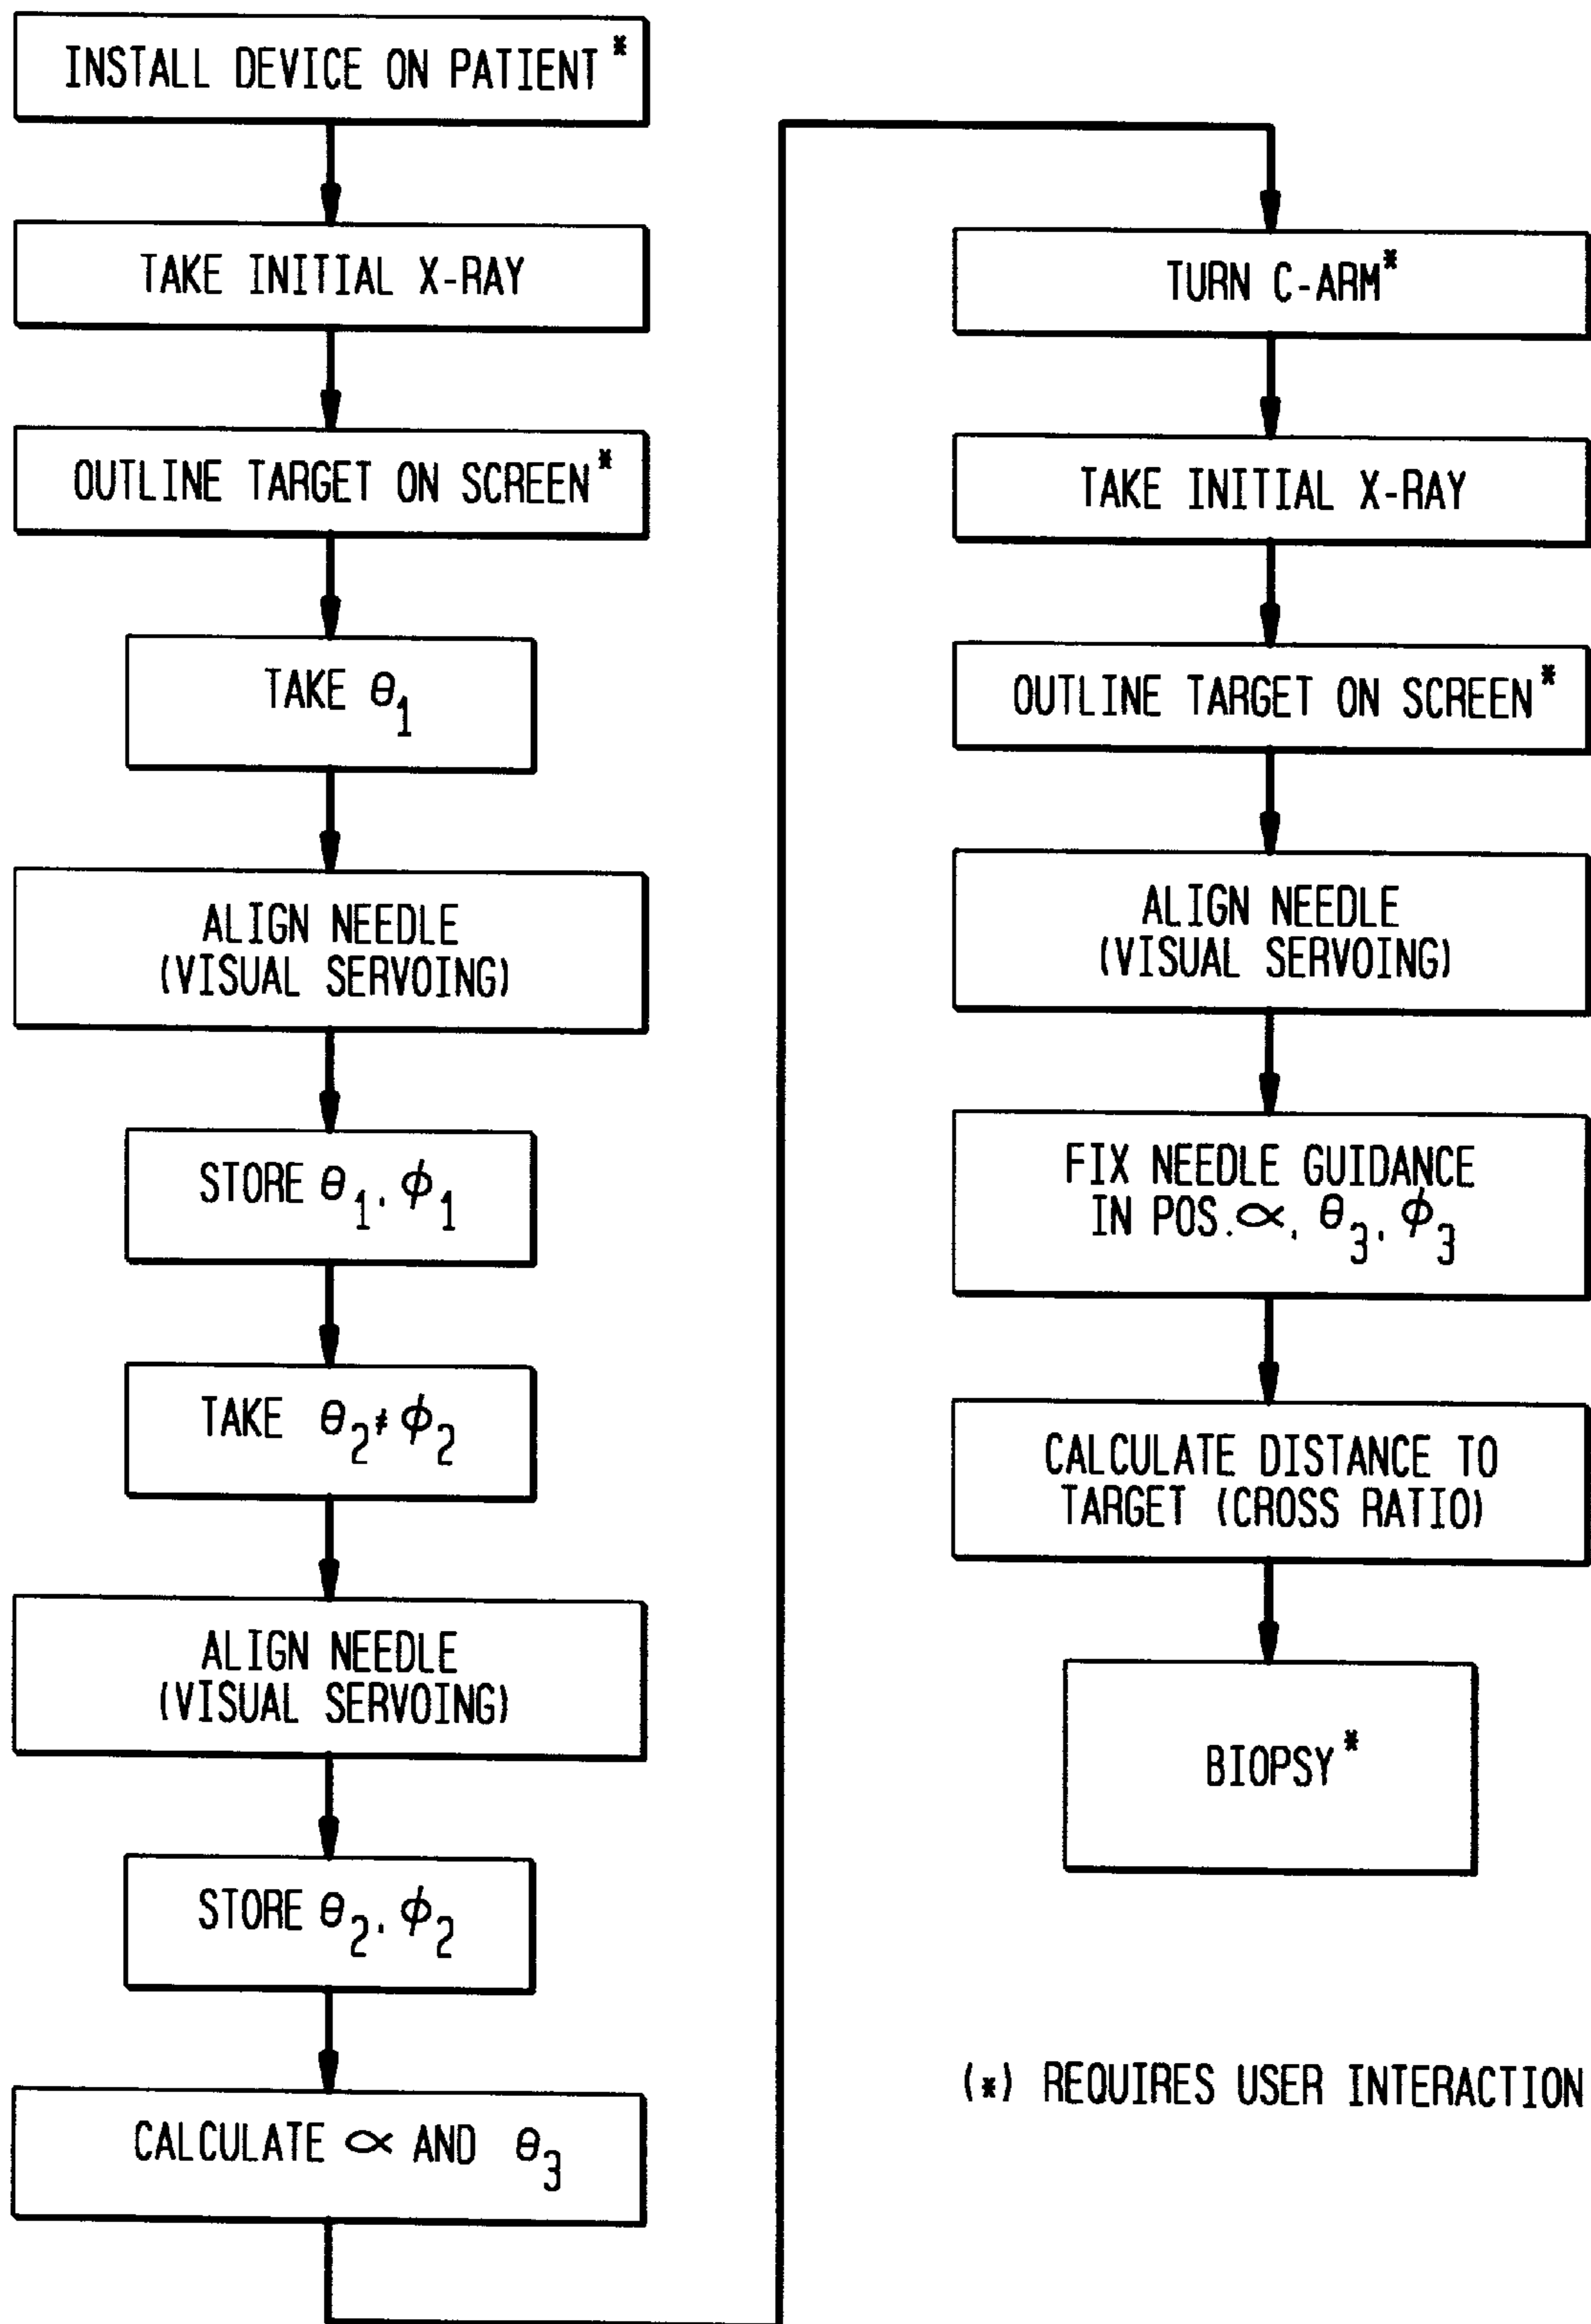 INSTALL DEVICE ON PATIENT *
TAKE INITIAL X-RAY
OUTLINE TARGET ON SCREEN *
TAKE θ1
ALIGN NEEDLE
(VISUAL SERVOING)
STORE θ1, ϕ1
TAKE θ2 ≠ ϕ2
ALIGN NEEDLE
(VISUAL SERVOING)
STORE θ2, ϕ2
CALCULATE ∝ AND θ3
TURN C-ARM*
TAKE INITIAL X-RAY
OUTLINE TARGET ON SCREEN *
ALIGN NEEDLE
(VISUAL SERVOING)
FIX NEEDLE GUIDANCE
IN POS. ∝, θ3, ϕ3
CALCULATE DISTANCE TO
TARGET (CROSS RATIO)
BIOPSY *
(*) REQUIRES USER INTERACTION